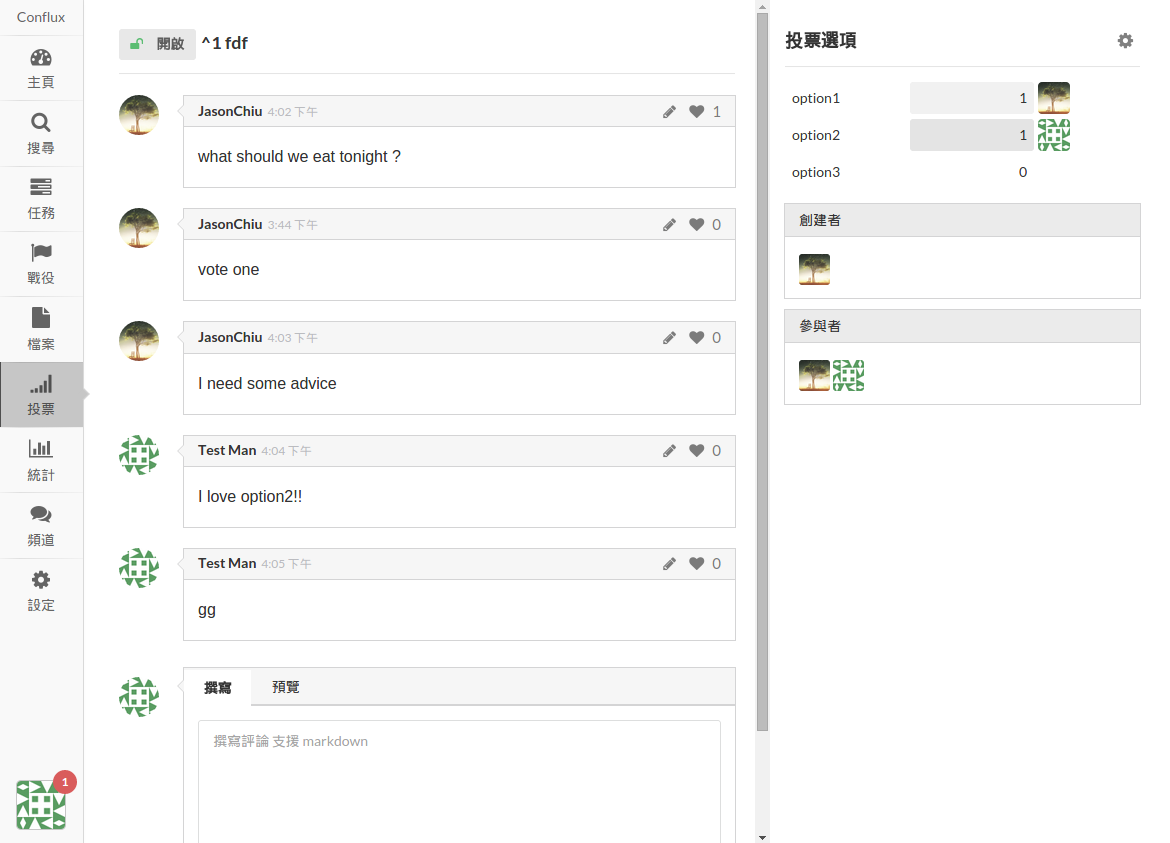 Conflux
主頁
搜尋
任務
戰役
檔案
投票
統計
頻道
設定
1
開啟 ^1 fdf
JasonChiu 4:02 下午 1
what should we eat tonight ?
JasonChiu 3:44 下午 0
vote one
JasonChiu 4:03 下午 0
I need some advice
Test Man 4:04 下午 0
I love option2!!
Test Man 4:05 下午 0
gg
撰寫 預覽
撰寫評論 支援 markdown
投票選項
option1 1
option2 1
option3 0
創建者
參與者